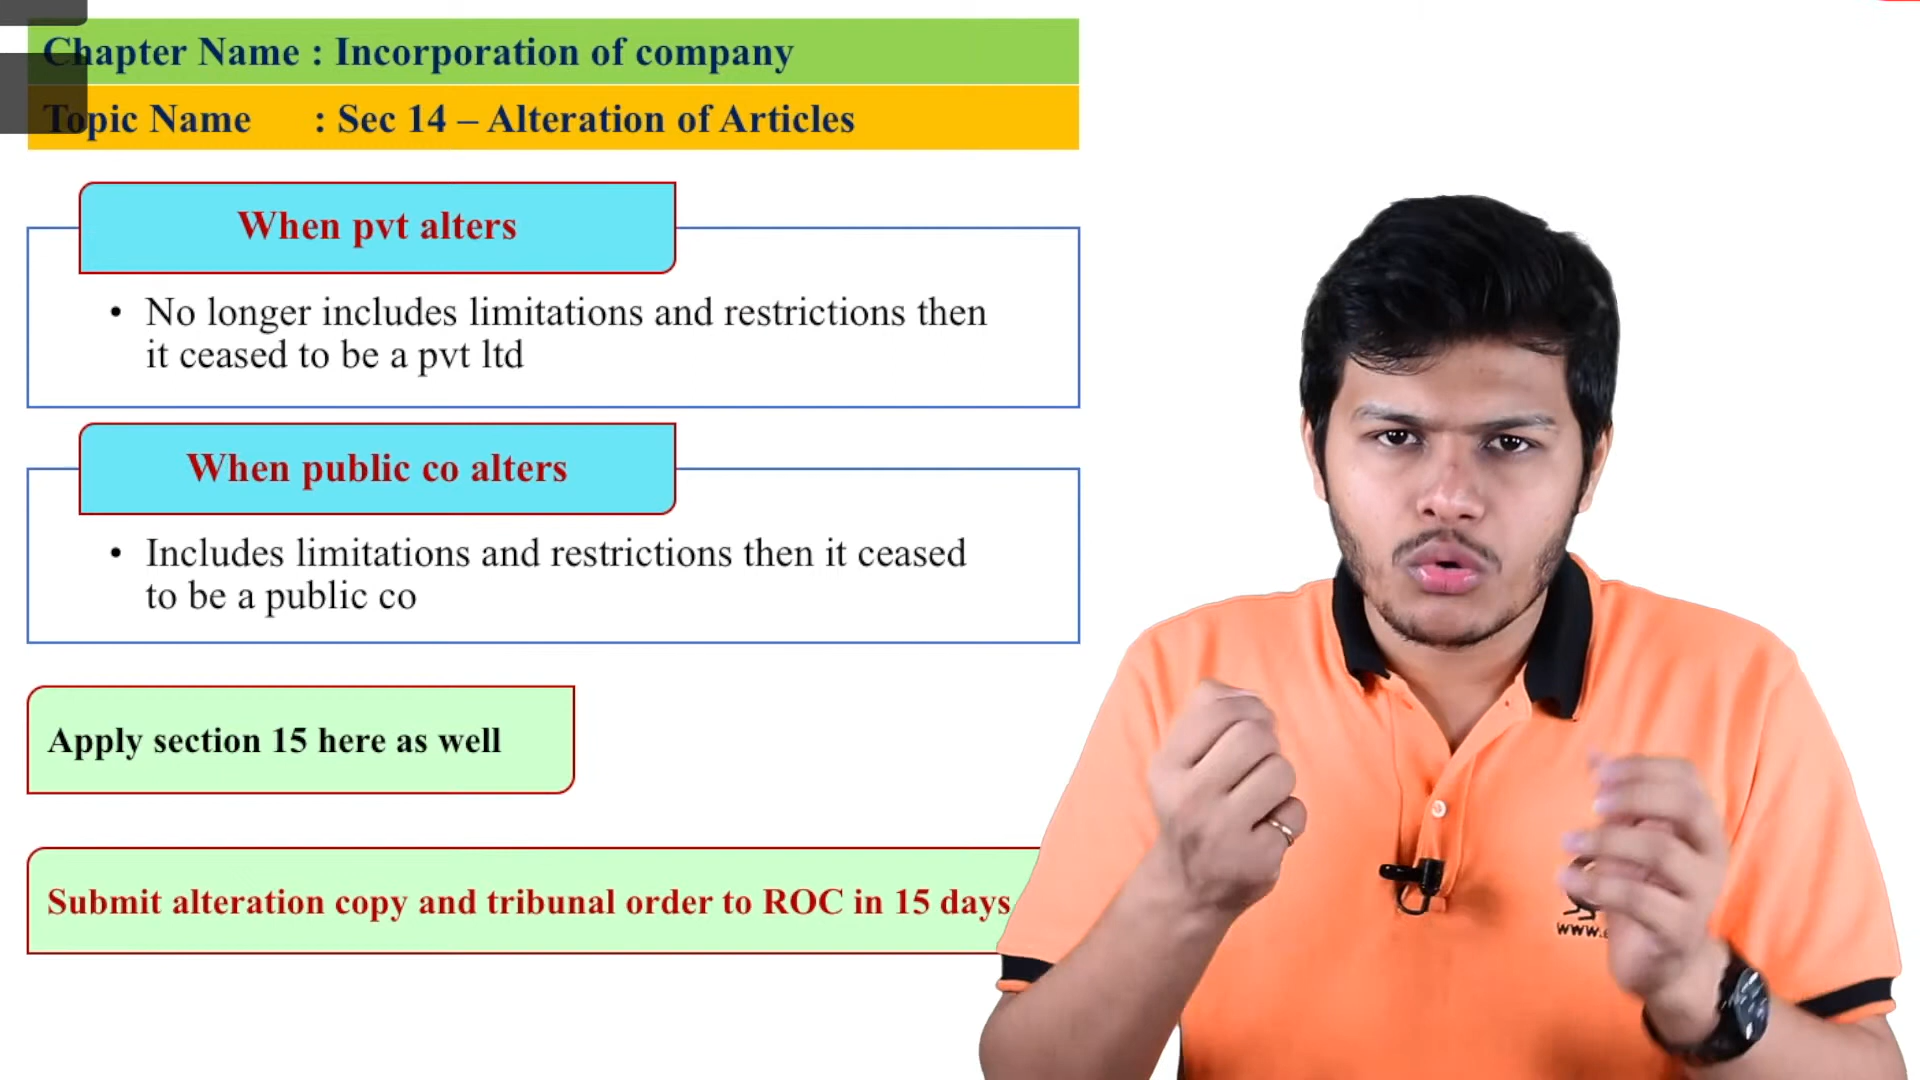 Chapter Name : Incorporation of company
Topic Name : Sec 14 – Alteration of Articles
When pvt alters
• No longer includes limitations and restrictions then
it ceased to be a pvt ltd
When public co alters
• Includes limitations and restrictions then it ceased
to be a public co
Apply section 15 here as well
Submit alteration copy and tribunal order to ROC in 15 days